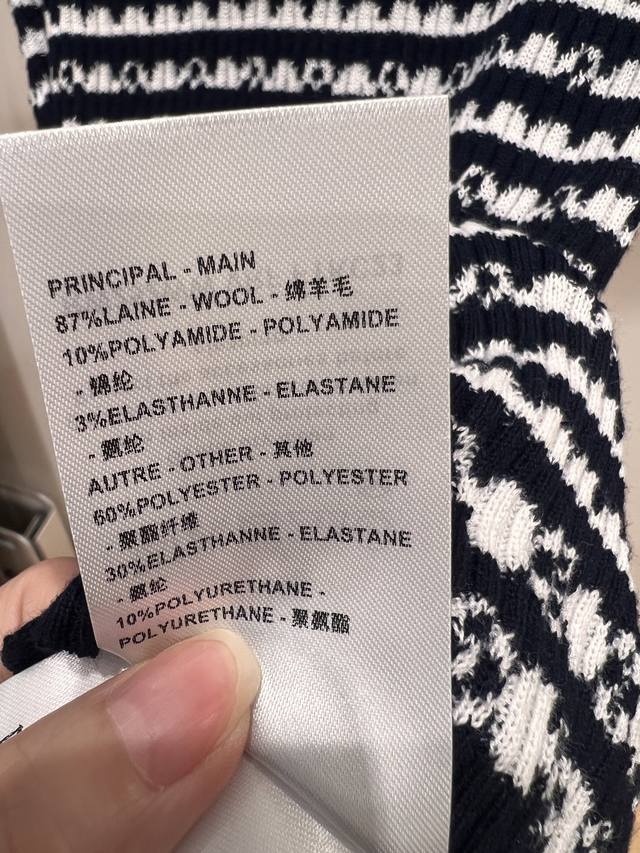 PRINCIPAL - MAIN
87%LAINE - WOOL - 绵羊毛
10%POLYAMIDE - POLYAMIDE
- 锦纶
3%ELASTHANNE - ELASTANE
- 氨纶
AUTRE - OTHER - 其他
60%POLYESTER - POLYESTER
- 聚酯纤维
30%ELASTHANNE - ELASTANE
- 氨纶
10%POLYURETHANE -
POLYURETHANE - 聚氨酯